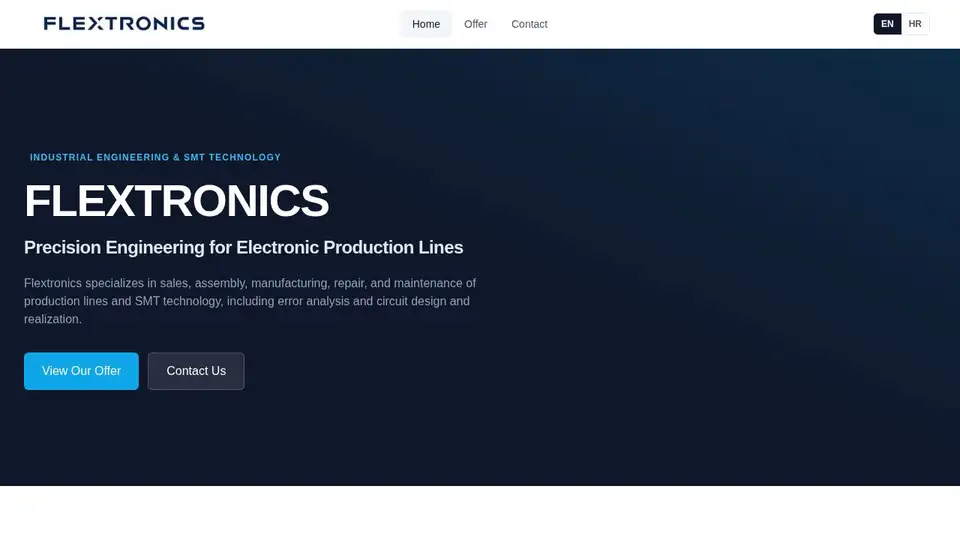 FLEXTRONICS
Home Offer Contact
EN HR
INDUSTRIAL ENGINEERING & SMT TECHNOLOGY
FLEXTRONICS
Precision Engineering for Electronic Production Lines
Flextronics specializes in sales, assembly, manufacturing, repair, and maintenance of
production lines and SMT technology, including error analysis and circuit design and
realization.
View Our Offer Contact Us